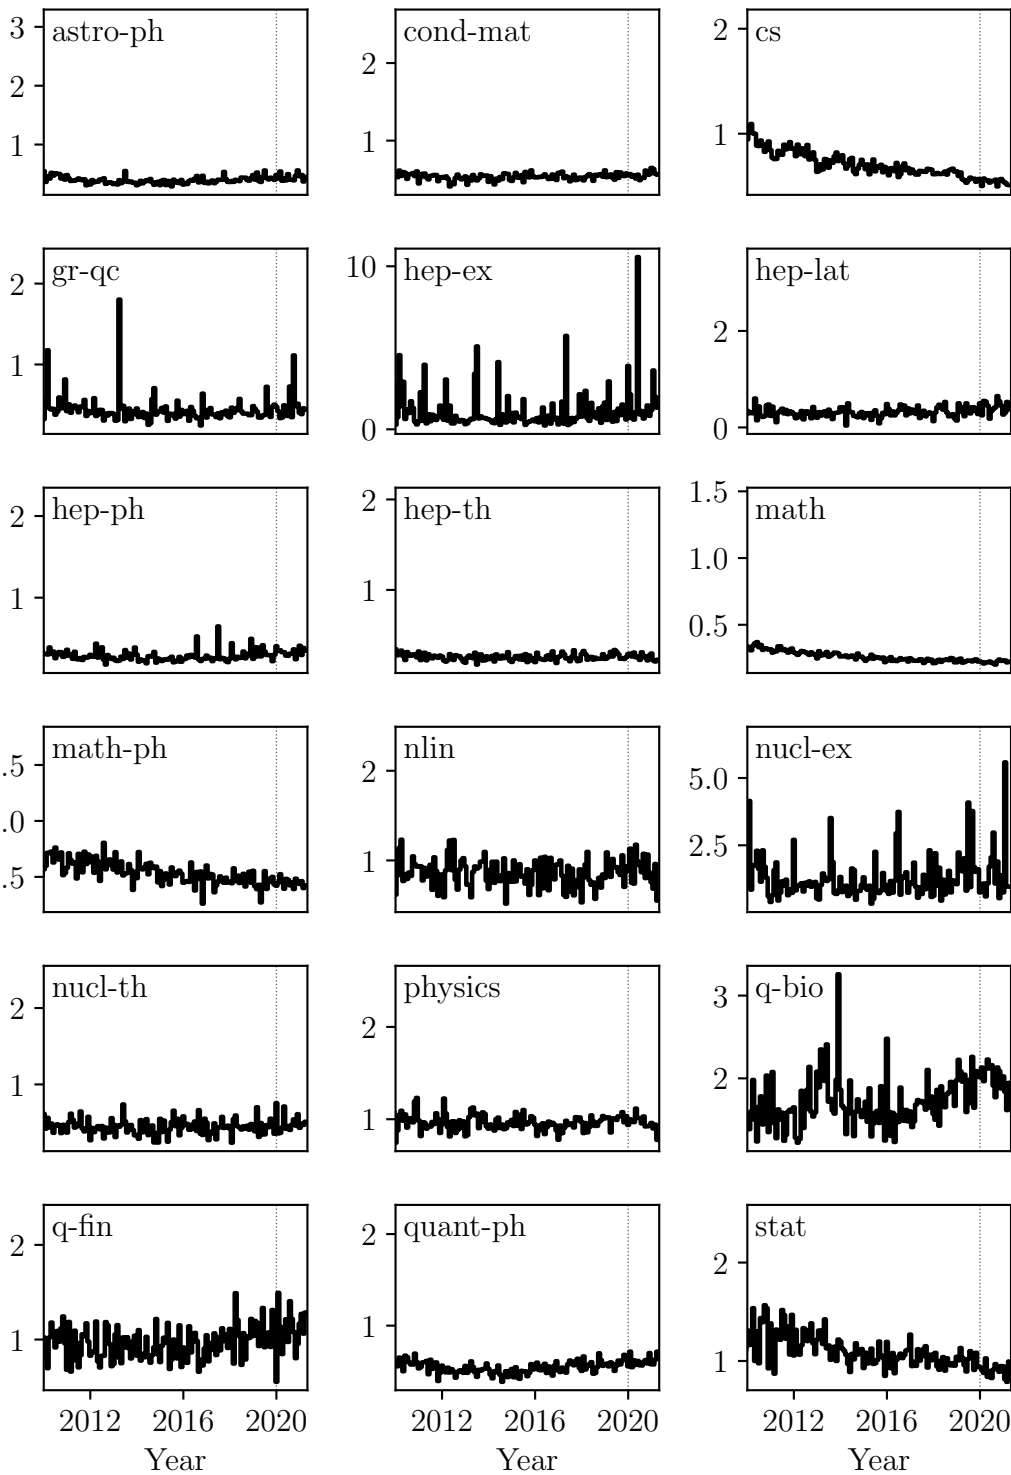 3
2
1
astro-ph
2
1
cond-mat
2
1
cs
2
1
gr-qc
10
0
hep-ex
2
0
hep-lat
2
1
hep-ph
2
1
hep-th
1.5
1.0
0.5
math
.5
.0
.5
math-ph
2
1
nlin
5.0
2.5
nucl-ex
2
1
nucl-th
2
1
physics
3
2
q-bio
2
1
q-fin
2
1
quant-ph
2
1
stat
2012 2016 2020
2012 2016 2020
2012 2016 2020
Year
Year
Year